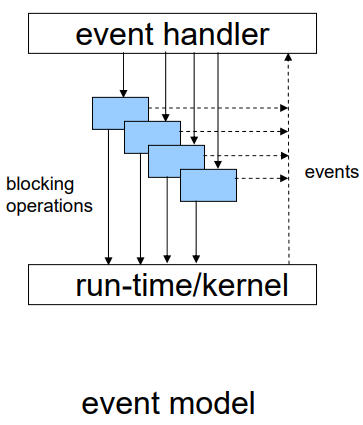 event handler
blocking
operations
events
run-time/kernel
event model